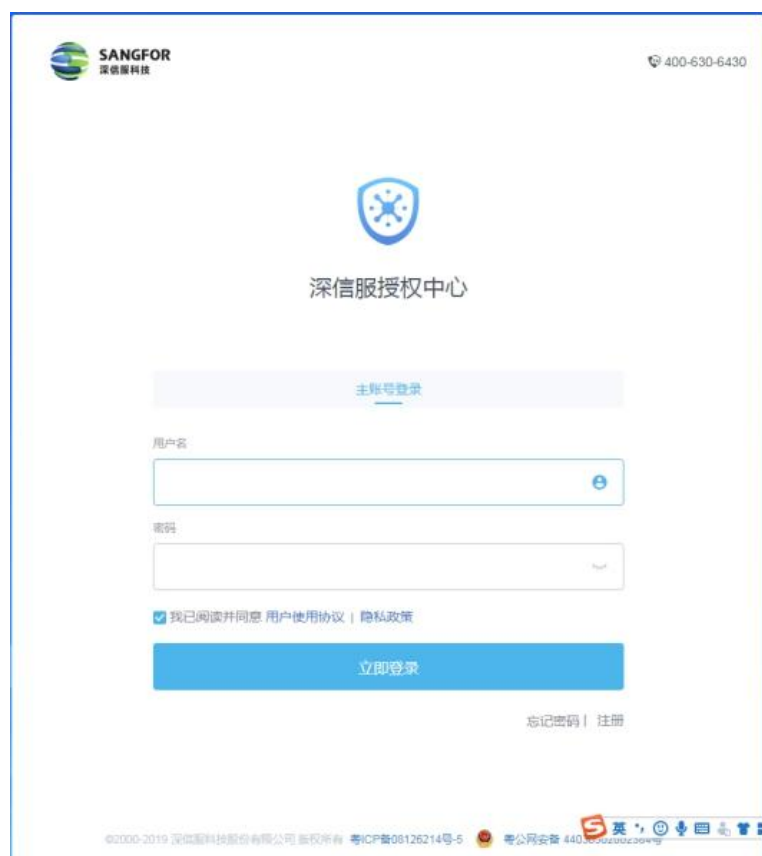 SANGFOR
深信服科技
400-630-6430
深信服授权中心
主账号登录
用户名
密码
我已阅读并同意 用户使用协议 | 隐私政策
立即登录
忘记密码 | 注册
©2000-2019 深信服科技股份有限公司 版权所有 粤ICP备08126214号-5 粤公网安备
英